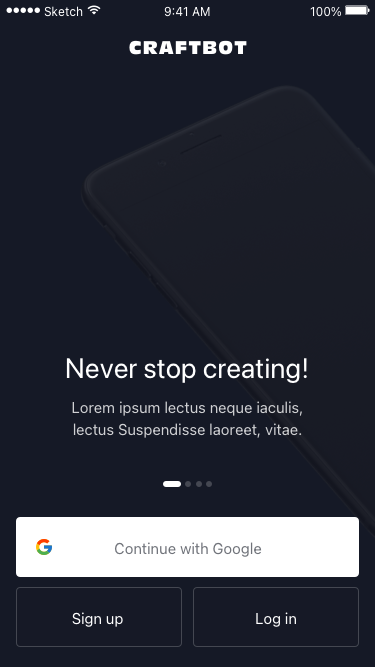 Sketch 9:41 AM 100%
CRAFTBOT
Never stop creating!
Lorem ipsum lectus neque iaculis,
lectus Suspendisse laoreet, vitae.
Continue with Google
Sign up Log in